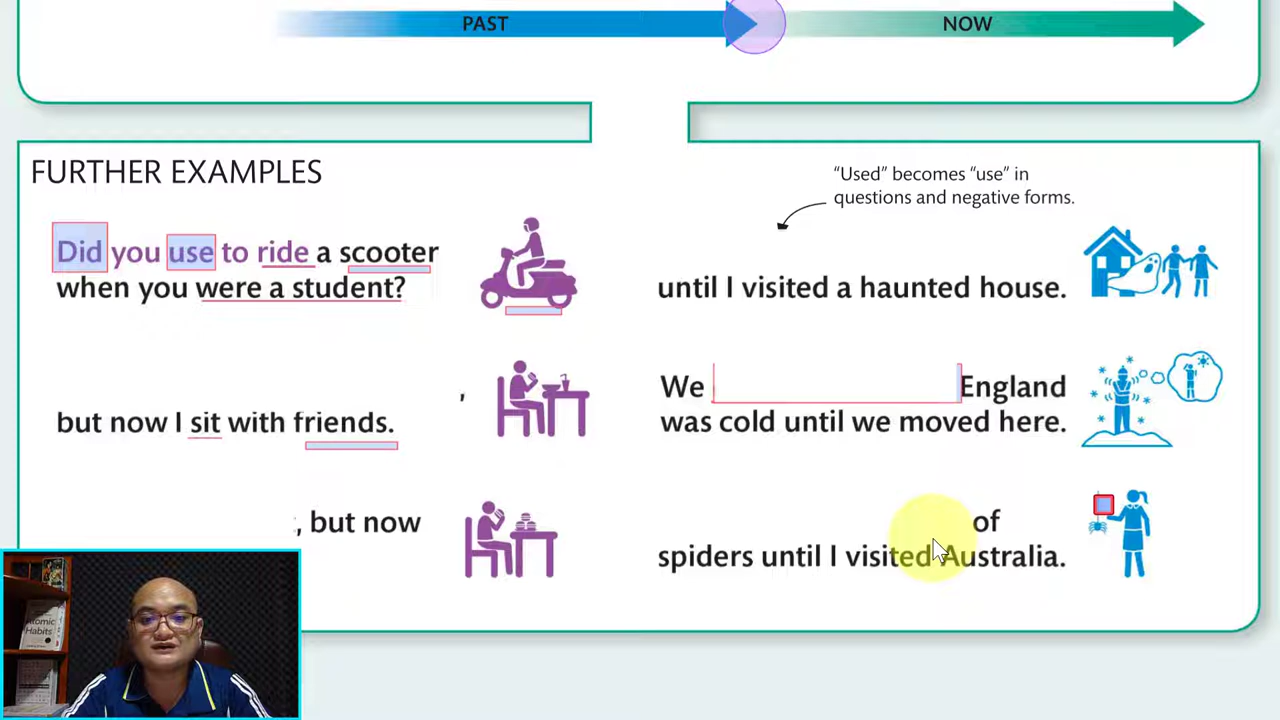 PAST
NOW
FURTHER EXAMPLES
"Used" becomes "use" in
questions and negative forms.
Did you use to ride a scooter
when you were a student?
until I visited a haunted house.
,
but now I sit with friends.
We England
was cold until we moved here.
, but now
of
spiders until I visited Australia.
Atomic
Habits